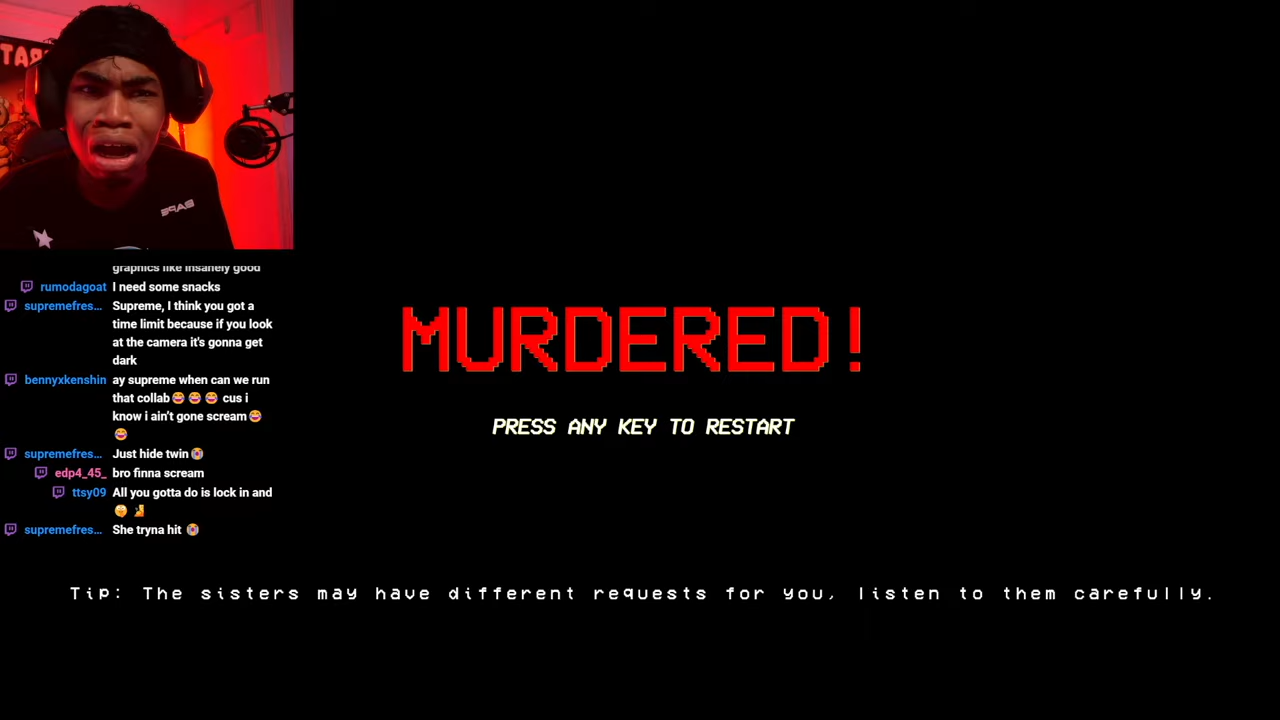 TAR
BAPE
graphics like insanely good
rumodagoat I need some snacks
supremefres... Supreme, I think you got a
time limit because if you look
at the camera it's gonna get
dark
bennyxkenshin ay supreme when can we run
that collab😂😂😂 cus i
know i ain't gone scream😂
😂
supremefres... Just hide twin😭
edp4_45_ bro finna scream
ttsy09 All you gotta do is lock in and
supremefres... She tryna hit 😭
MURDERED!
PRESS ANY KEY TO RESTART
Tip: The sisters may have different requests for you, listen to them carefully.